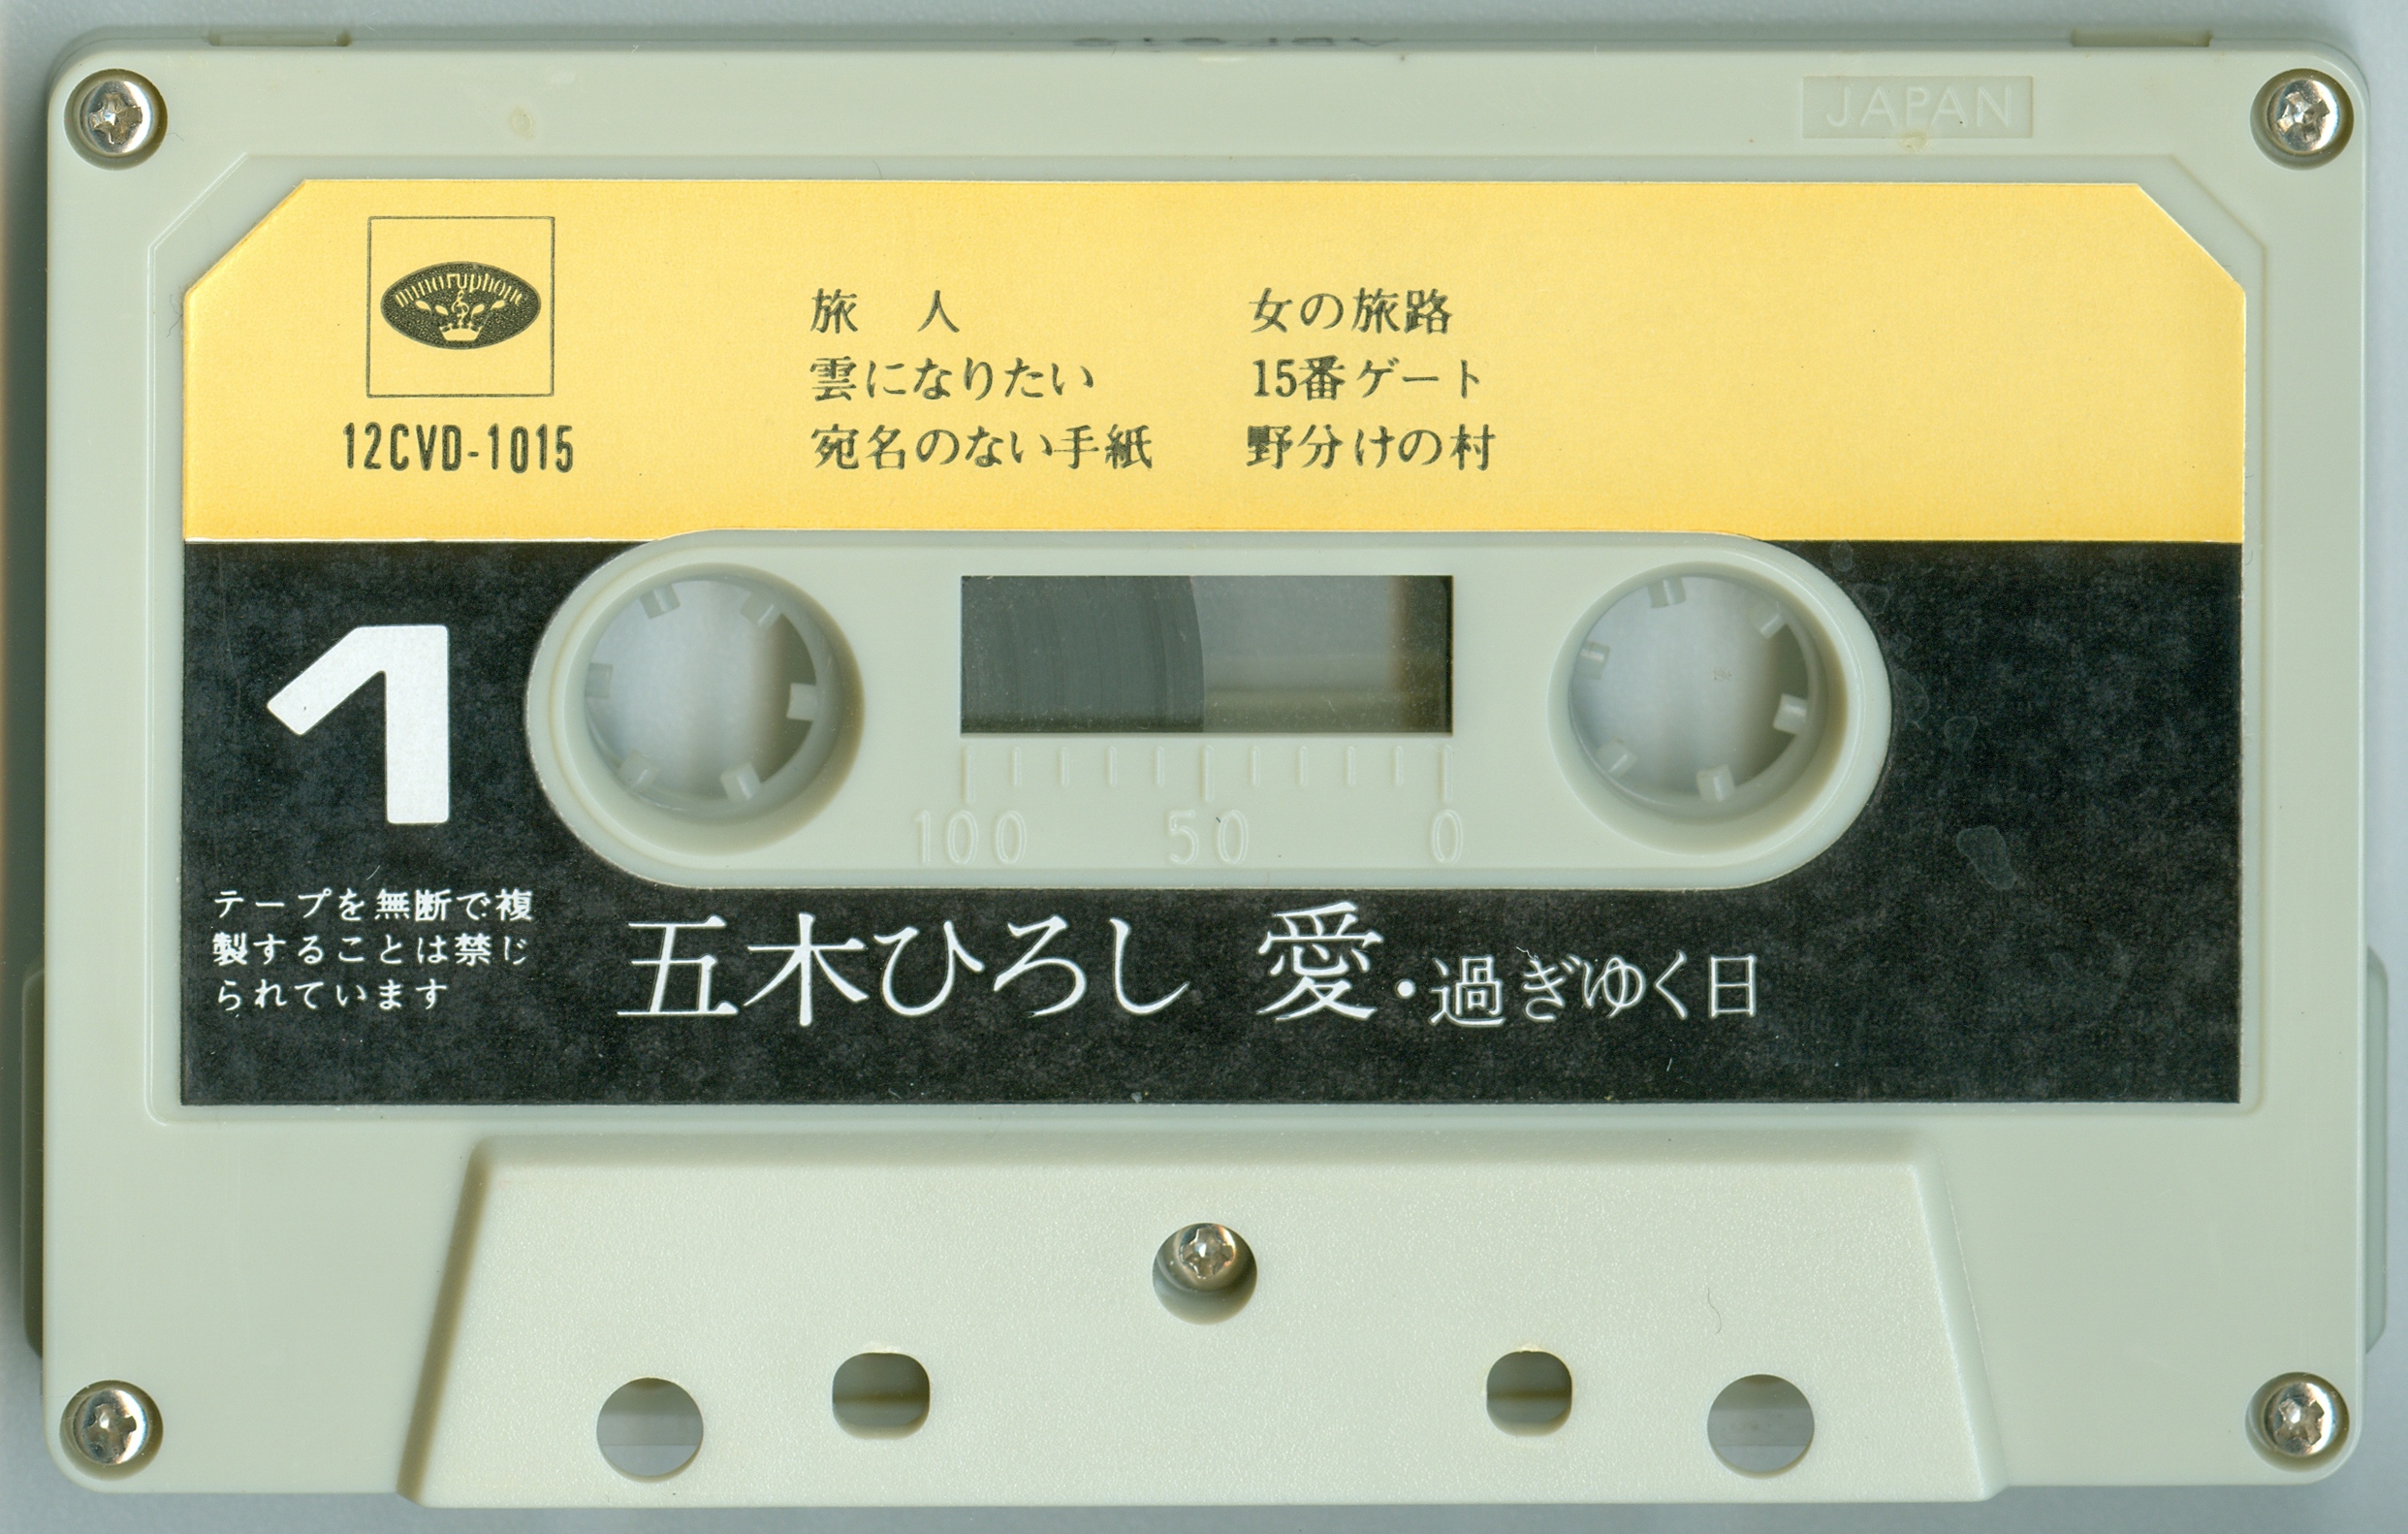 JAPAN
minoruphone
12CVD-1015
旅 人
雲になりたい
宛名のない手紙
女の旅路
15番ゲート
野分けの村
1
100 50 0
テープを無断で複
製することは禁じ
られています
五木ひろし 愛・過ぎゆく日